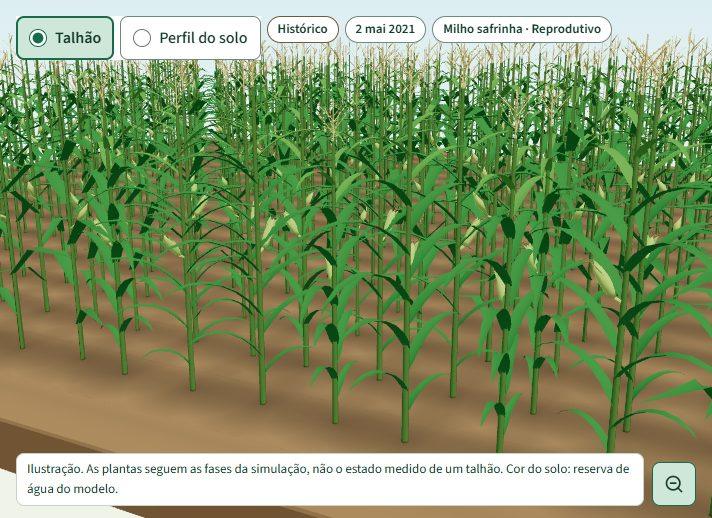 Talhão
Perfil do solo
Histórico
2 mai 2021
Milho safrinha · Reprodutivo
Ilustração. As plantas seguem as fases da simulação, não o estado medido de um talhão. Cor do solo: reserva de
água do modelo.